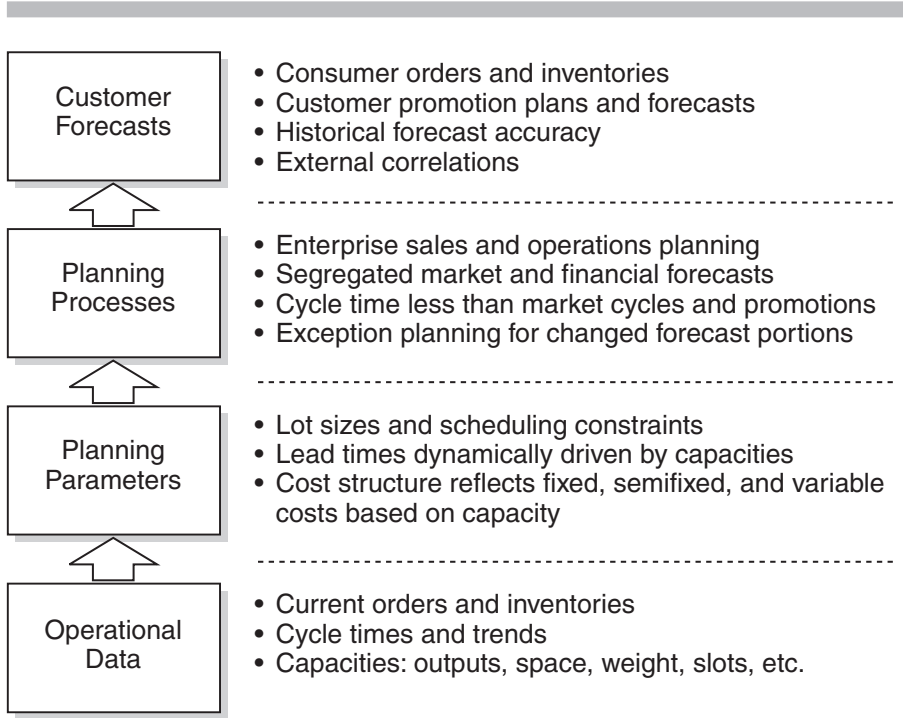 Customer
Forecasts
• Consumer orders and inventories
• Customer promotion plans and forecasts
• Historical forecast accuracy
• External correlations
Planning
Processes
• Enterprise sales and operations planning
• Segregated market and financial forecasts
• Cycle time less than market cycles and promotions
• Exception planning for changed forecast portions
Planning
Parameters
• Lot sizes and scheduling constraints
• Lead times dynamically driven by capacities
• Cost structure reflects fixed, semifixed, and variable
costs based on capacity
Operational
Data
• Current orders and inventories
• Cycle times and trends
• Capacities: outputs, space, weight, slots, etc.